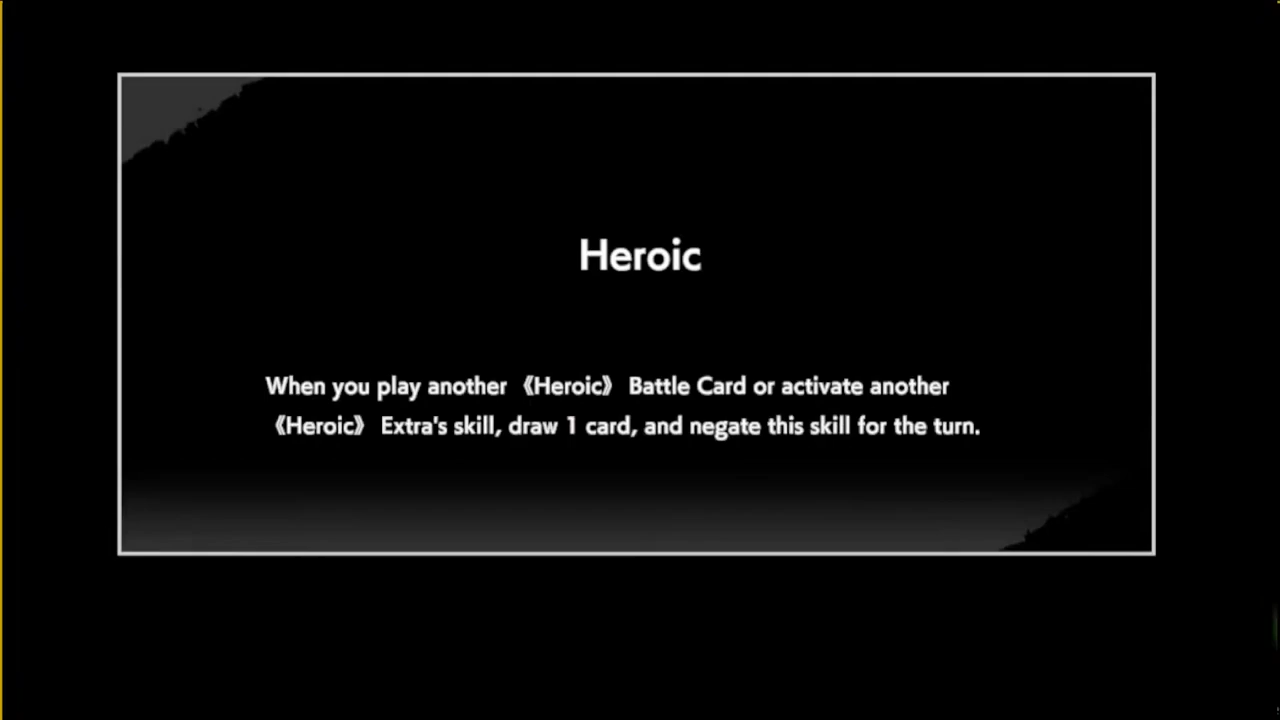 Heroic
When you play another 《Heroic》 Battle Card or activate another
《Heroic》 Extra's skill, draw 1 card, and negate this skill for the turn.